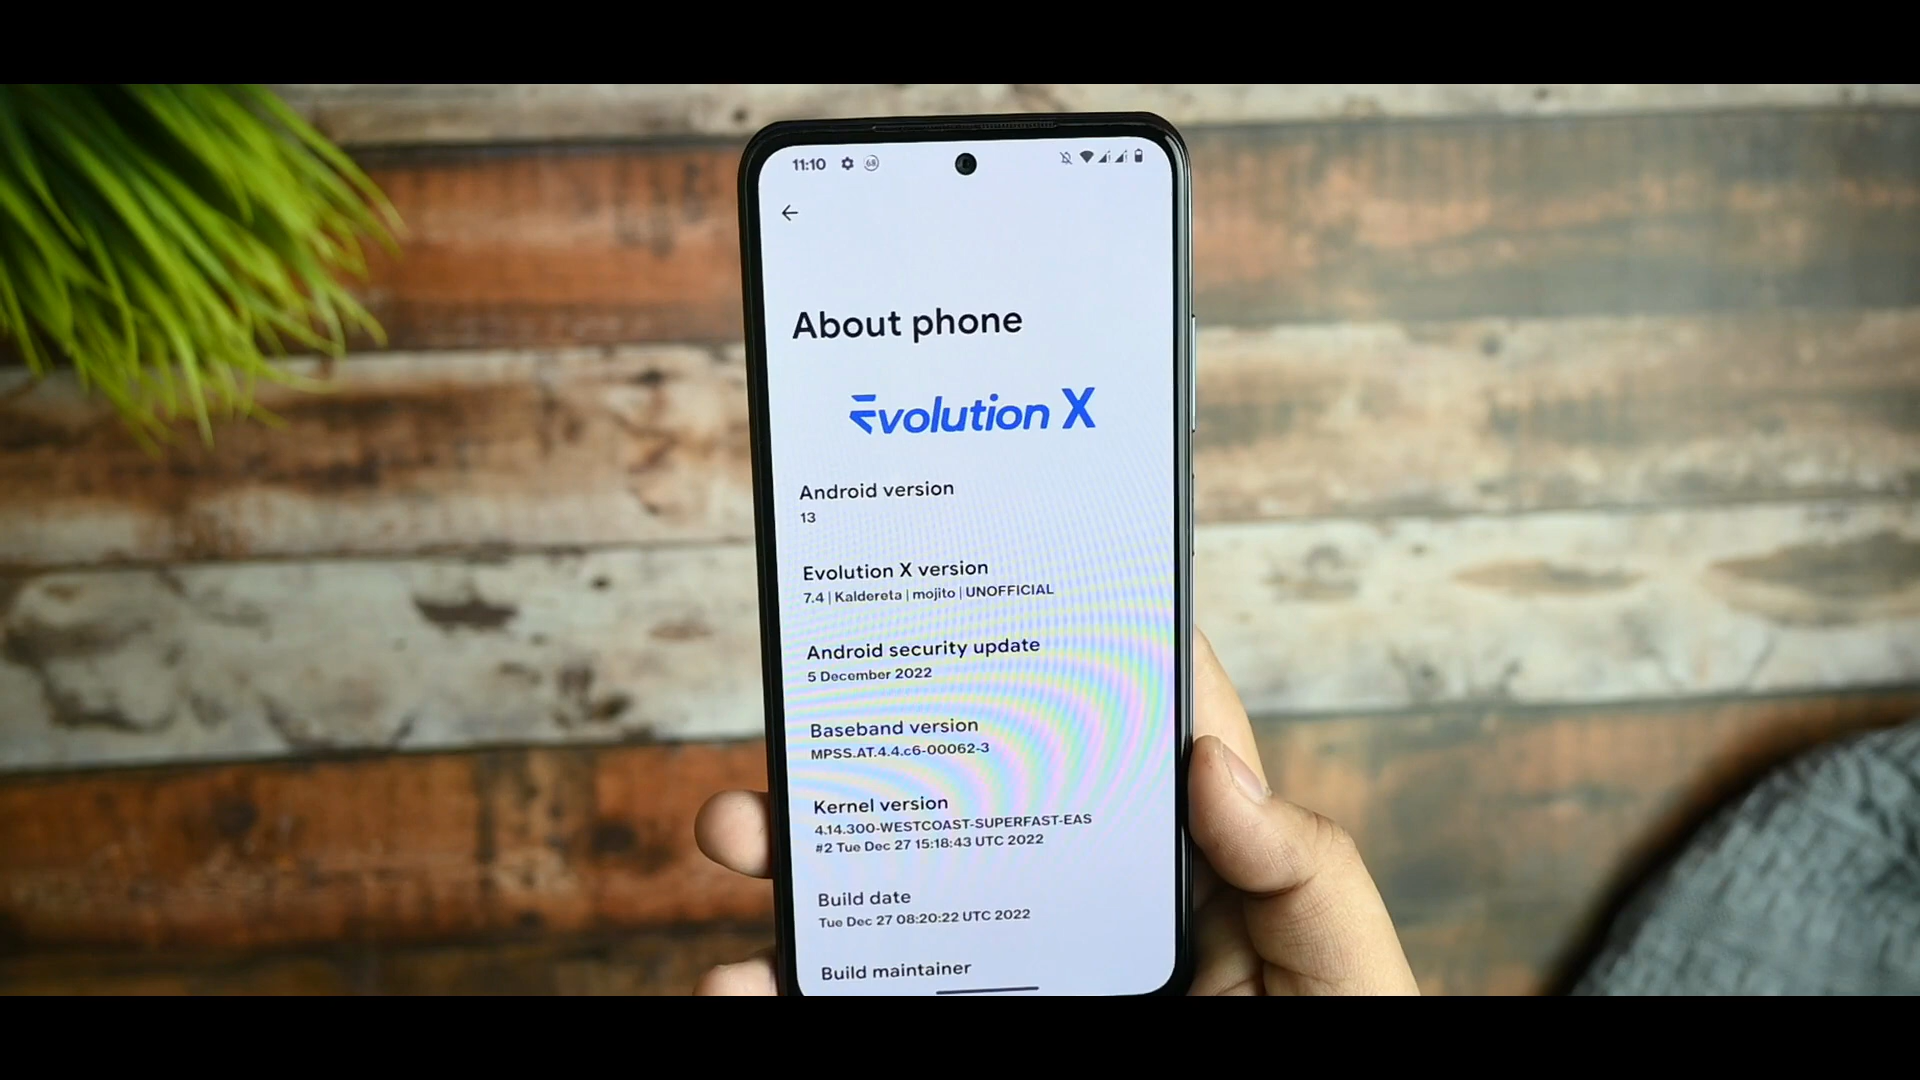 11:10
68
About phone
Evolution X
Android version
13
Evolution X version
7.4 | Kaldereta | mojito | UNOFFICIAL
Android security update
5 December 2022
Baseband version
MPSS.AT.4.4.c6-00062-3
Kernel version
4.14.300-WESTCOAST-SUPERFAST-EAS
#2 Tue Dec 27 15:18:43 UTC 2022
Build date
Tue Dec 27 08:20:22 UTC 2022
Build maintainer